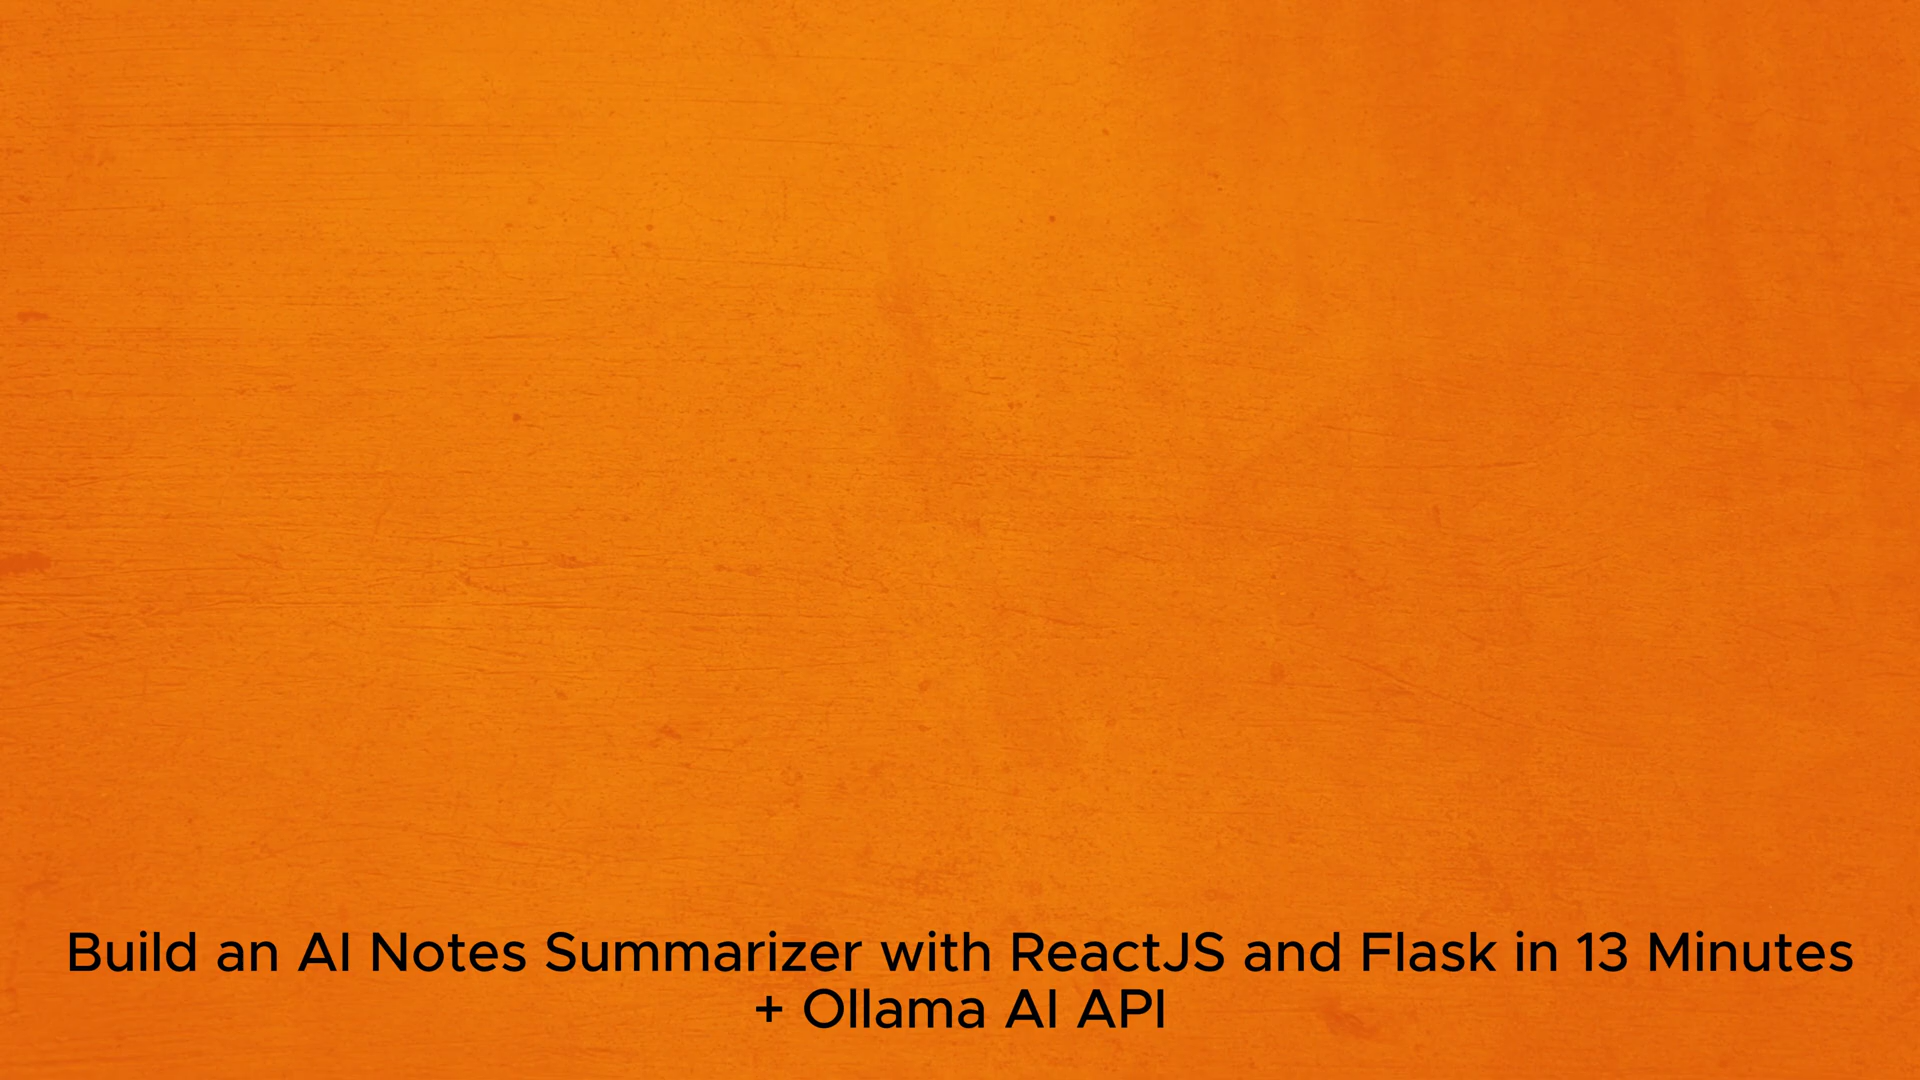 Build an AI Notes Summarizer with ReactJS and Flask in 13 Minutes
+ Ollama AI API